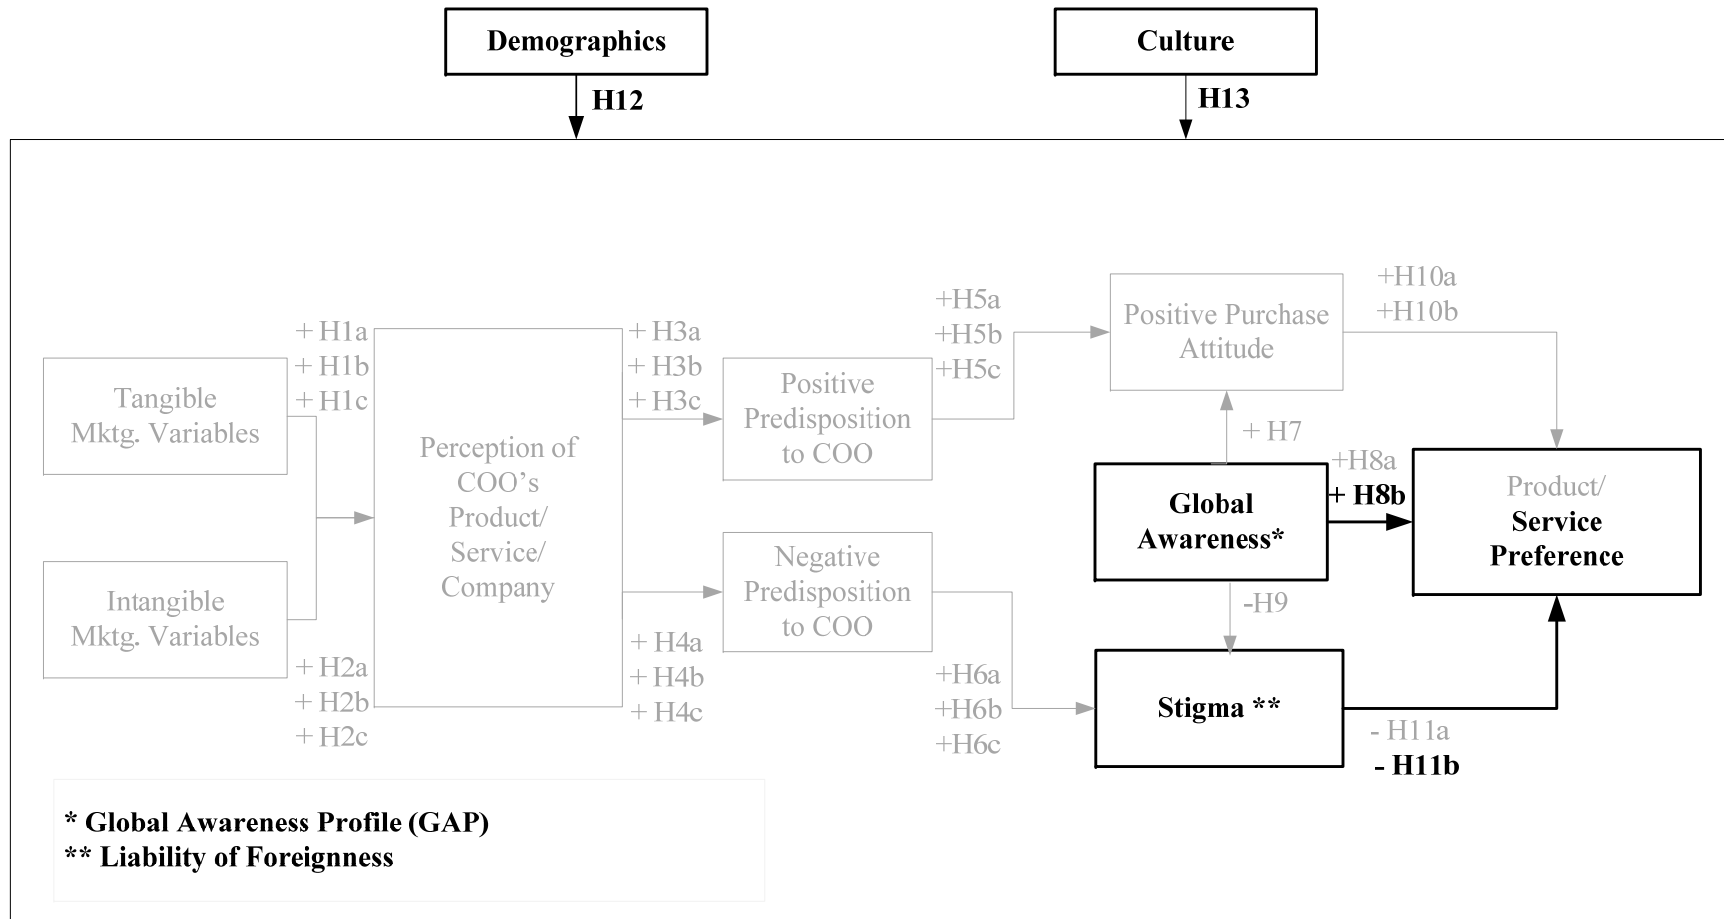 Demographics
Culture
H12
H13
+ H1a
+ H1b
+ H1c
Tangible
Mktg. Variables
Intangible
Mktg. Variables
+ H2a
+ H2b
+ H2c
Perception of
COO's
Product/
Service/
Company
+ H3a
+ H3b
+ H3c
+ H4a
+ H4b
+ H4c
Positive
Predisposition
to COO
Negative
Predisposition
to COO
+H5a
+H5b
+H5c
+H6a
+H6b
+H6c
Positive Purchase
Attitude
+ H7
Global
Awareness*
-H9
Stigma **
+H10a
+H10b
+H8a
+ H8b
Product/
Service
Preference
- H11a
- H11b
* Global Awareness Profile (GAP)
** Liability of Foreignness